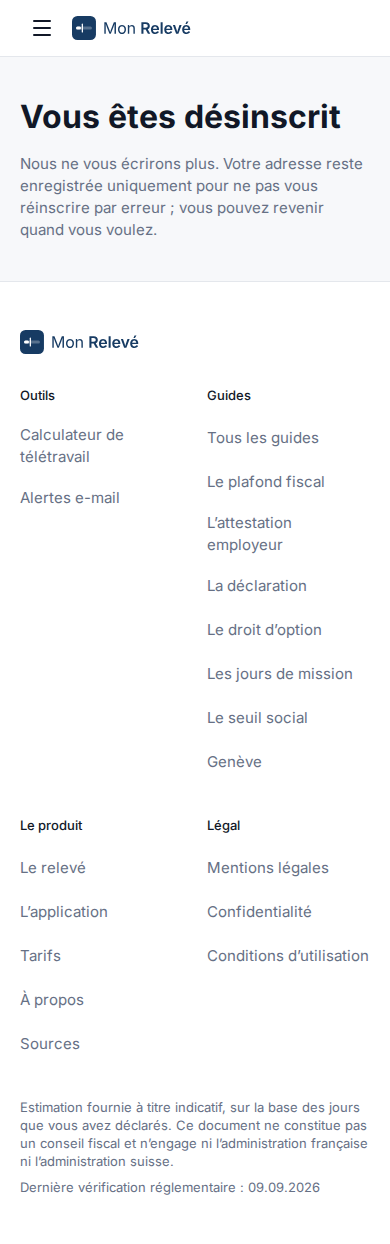 Mon Relevé
Vous êtes désinscrit
Nous ne vous écrirons plus. Votre adresse reste
enregistrée uniquement pour ne pas vous
réinscrire par erreur ; vous pouvez revenir
quand vous voulez.
Mon Relevé
Outils
Calculateur de
télétravail
Alertes e-mail
Guides
Tous les guides
Le plafond fiscal
L’attestation
employeur
La déclaration
Le droit d’option
Les jours de mission
Le seuil social
Genève
Le produit
Le relevé
L’application
Tarifs
À propos
Sources
Légal
Mentions légales
Confidentialité
Conditions d’utilisation
Estimation fournie à titre indicatif, sur la base des jours
que vous avez déclarés. Ce document ne constitue pas
un conseil fiscal et n’engage ni l’administration française
ni l’administration suisse.
Dernière vérification réglementaire : 09.09.2026